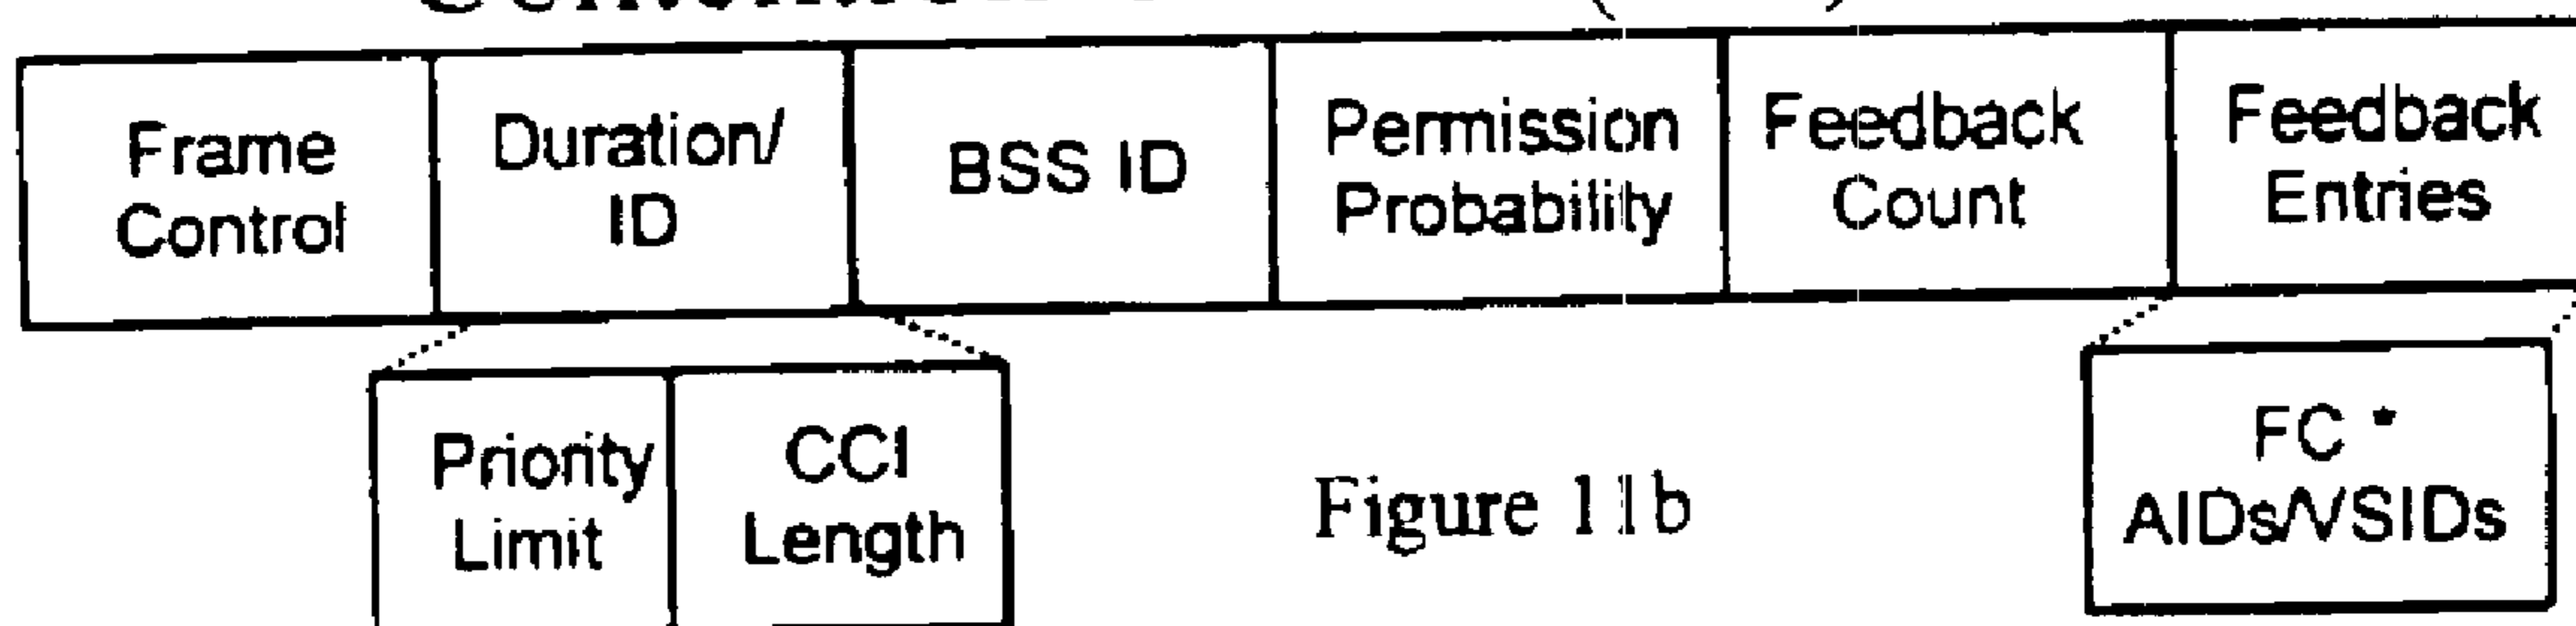 Frame
Control
Duration/
ID
BSS ID
Permission
Probability
Feedback
Count
Feedback
Entries
Priority
Limit
CCI
Length
FC *
AIDs/VSIDs
Figure 11b